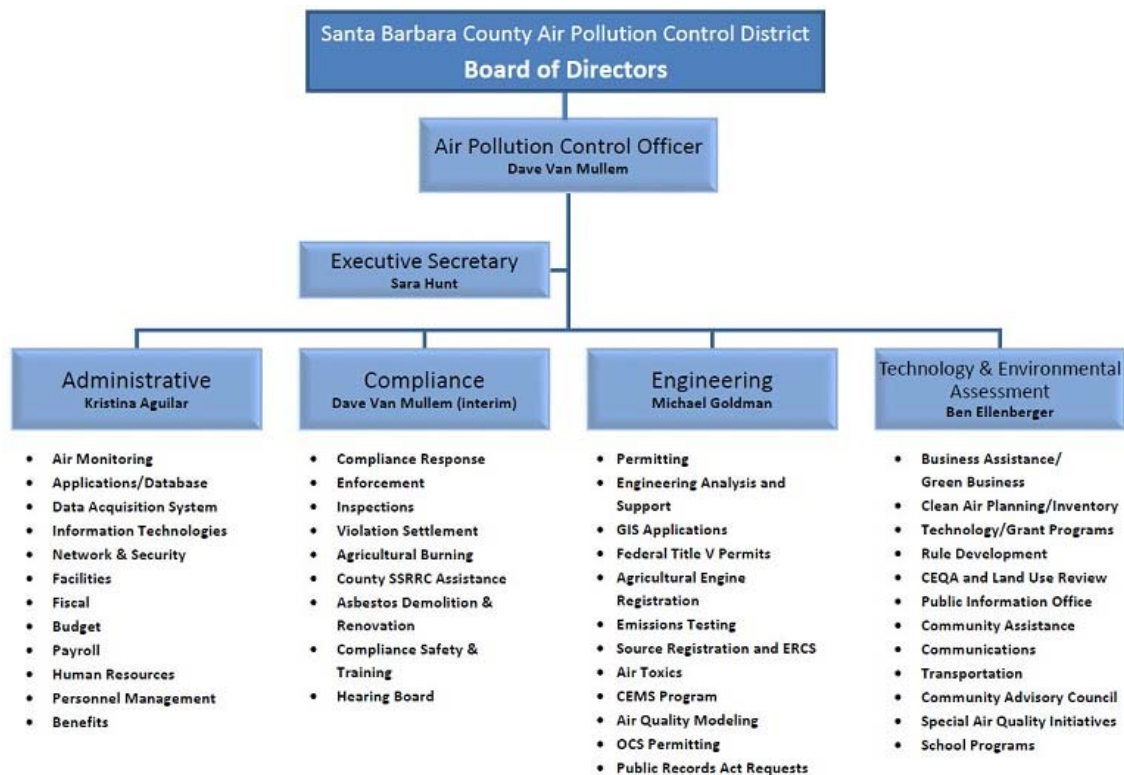 Santa Barbara County Air Pollution Control District
Board of Directors
Air Pollution Control Officer
Dave Van Mullem
Executive Secretary
Sara Hunt
Administrative
Kristina Aguilar
• Air Monitoring
• Applications/Database
• Data Acquisition System
• Information Technologies
• Network & Security
• Facilities
• Fiscal
• Budget
• Payroll
• Human Resources
• Personnel Management
• Benefits
Compliance
Dave Van Mullem (interim)
• Compliance Response
• Enforcement
• Inspections
• Violation Settlement
• Agricultural Burning
• County SSRRC Assistance
• Asbestos Demolition &
Renovation
• Compliance Safety &
Training
• Hearing Board
Engineering
Michael Goldman
• Permitting
• Engineering Analysis and
Support
• GIS Applications
• Federal Title V Permits
• Agricultural Engine
Registration
• Emissions Testing
• Source Registration and ERCS
• Air Toxics
• CEMS Program
• Air Quality Modeling
• OCS Permitting
• Public Records Act Requests
Technology & Environmental
Assessment
Ben Ellenberger
• Business Assistance/
Green Business
• Clean Air Planning/Inventory
• Technology/Grant Programs
• Rule Development
• CEQA and Land Use Review
• Public Information Office
• Community Assistance
• Communications
• Transportation
• Community Advisory Council
• Special Air Quality Initiatives
• School Programs